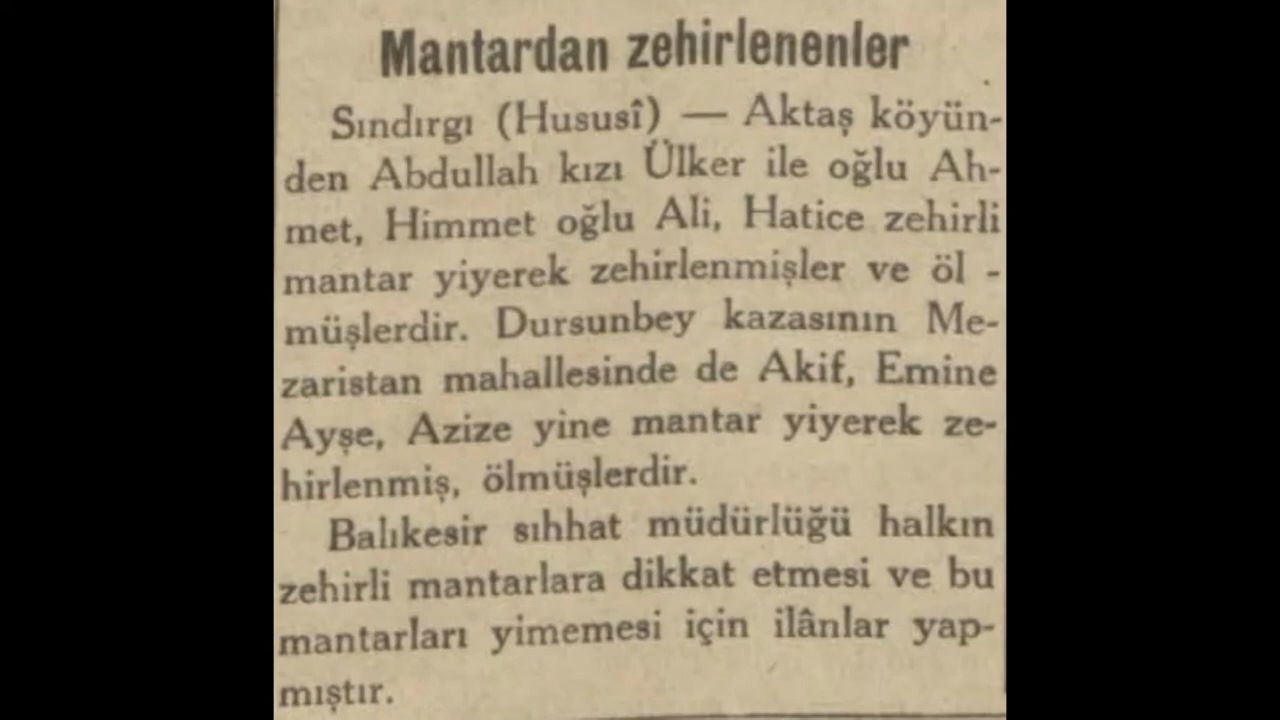 Mantardan zehirlenenler
Sındırgı (Hususî) — Aktaş köyün-
den Abdullah kızı Ülker ile oğlu Ah-
met, Himmet oğlu Ali, Hatice zehirli
mantar yiyerek zehirlenmişler ve öl -
müşlerdir. Dursunbey kazasının Me-
zaristan mahallesinde de Akif, Emine
Ayşe, Azize yine mantar yiyerek ze-
hirlenmiş, ölmüşlerdir.
Balıkesir sıhhat müdürlüğü halkın
zehirli mantarlara dikkat etmesi ve bu
mantarları yimemesi için ilânlar yap-
mıştır.